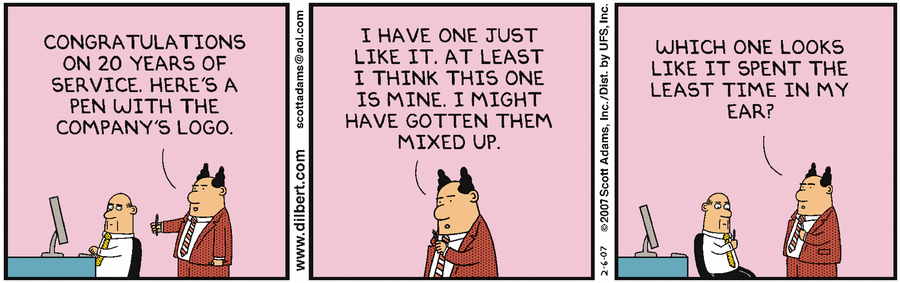 CONGRATULATIONS
ON 20 YEARS OF
SERVICE. HERE'S A
PEN WITH THE
COMPANY'S LOGO.
www.dilbert.com
scottadams@aol.com
I HAVE ONE JUST
LIKE IT. AT LEAST
I THINK THIS ONE
IS MINE. I MIGHT
HAVE GOTTEN THEM
MIXED UP.
2-6-07 ©2007 Scott Adams, Inc./Dist. by UFS, Inc.
WHICH ONE LOOKS
LIKE IT SPENT THE
LEAST TIME IN MY
EAR?